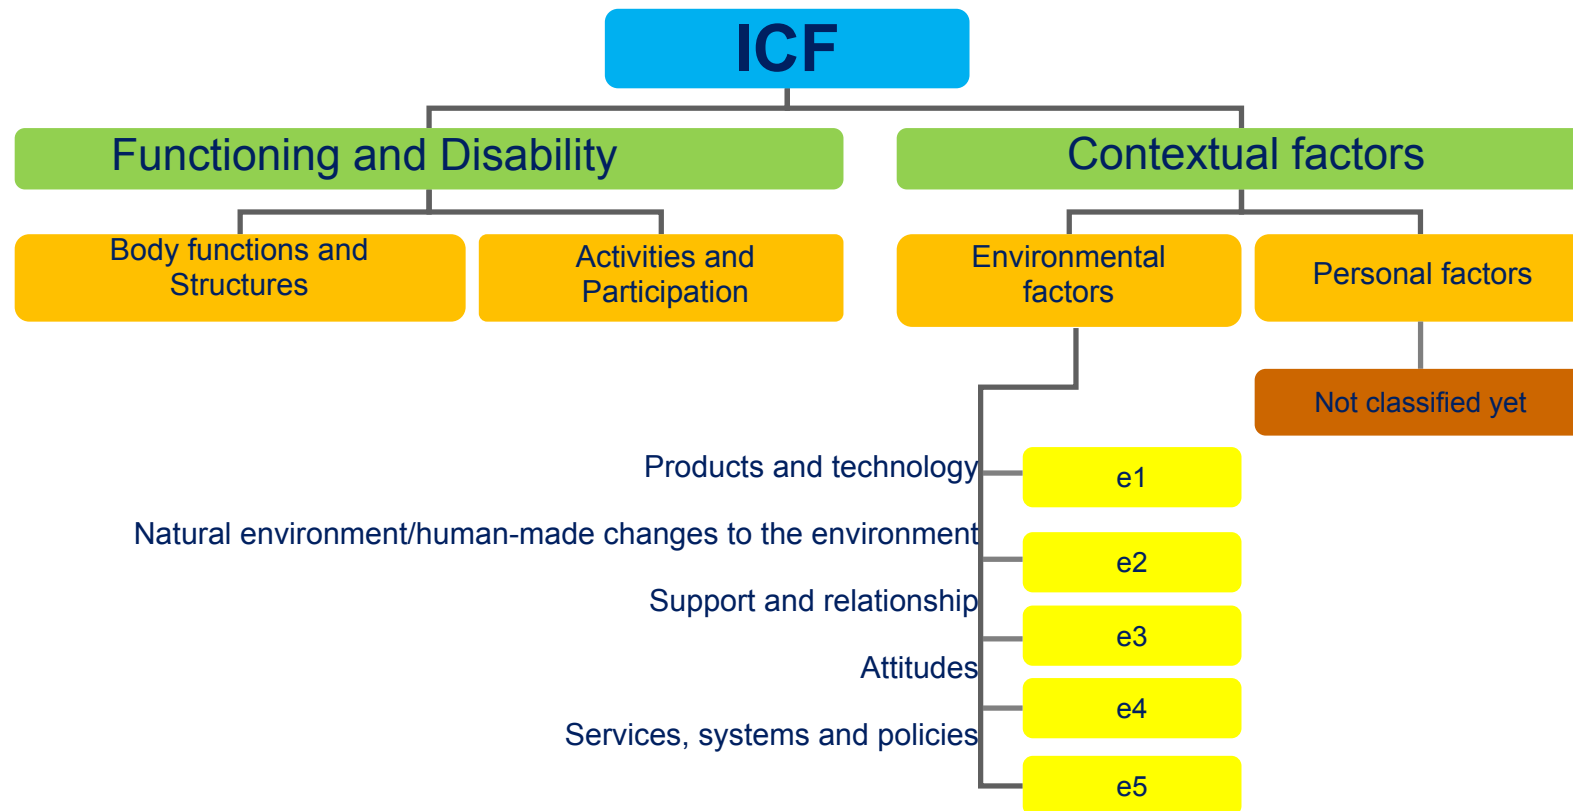 ICF
Functioning and Disability
Contextual factors
Body functions and
Structures
Activities and
Participation
Environmental
factors
Personal factors
Not classified yet
Products and technology
e1
Natural environment/human-made changes to the environment
e2
Support and relationship
e3
Attitudes
e4
Services, systems and policies
e5